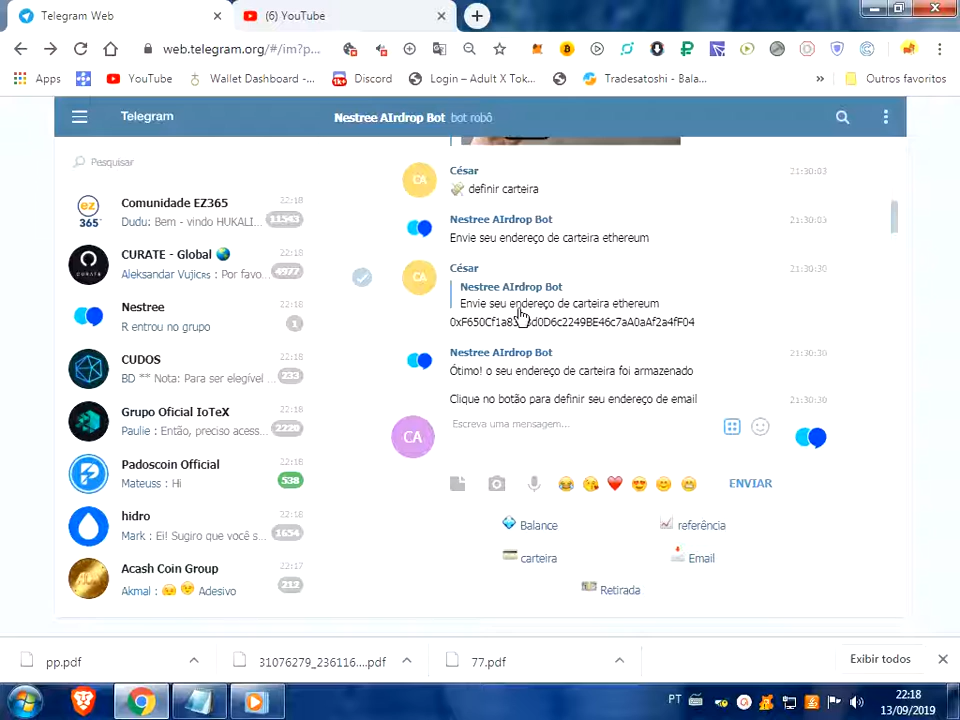 Telegram Web
(6) YouTube
web.telegram.org/#/im?p...
Apps
YouTube
Wallet Dashboard -...
Discord
Login – Adult X Tok...
Tradesatoshi - Bala...
»
Outros favoritos
Telegram
Nestree AIrdrop Bot bot robô
Pesquisar
Comunidade EZ365 22:18
Dudu: Bem - vindo HUKALI... 11543
ez
365
CURATE - Global 22:18
Aleksandar Vujicᴙs : Por favo... 4977
Nestree 22:18
R entrou no grupo 1
CUDOS 22:18
BD ** Nota: Para ser elegível ... 233
Grupo Oficial IoTeX 22:18
Paulie : Então, preciso acess... 2220
Padoscoin Official 22:18
Mateuss : Hi 538
hidro 22:18
Mark : Ei! Sugiro que você s... 1654
Acash Coin Group 22:17
Akmal : Adesivo 212
CA
César 21:30:03
definir carteira
Nestree AIrdrop Bot 21:30:03
Envie seu endereço de carteira ethereum
CA
César 21:30:30
Nestree AIrdrop Bot
Envie seu endereço de carteira ethereum
Nestree AIrdrop Bot 21:30:30
Ótimo! o seu endereço de carteira foi armazenado
Clique no botão para definir seu endereço de email 21:30:30
CA
Escreva uma mensagem...
ENVIAR
Balance
referência
carteira
Email
Retirada
pp.pdf
31076279_236116....pdf
77.pdf
Exibir todos
PT
22:18
13/09/2019